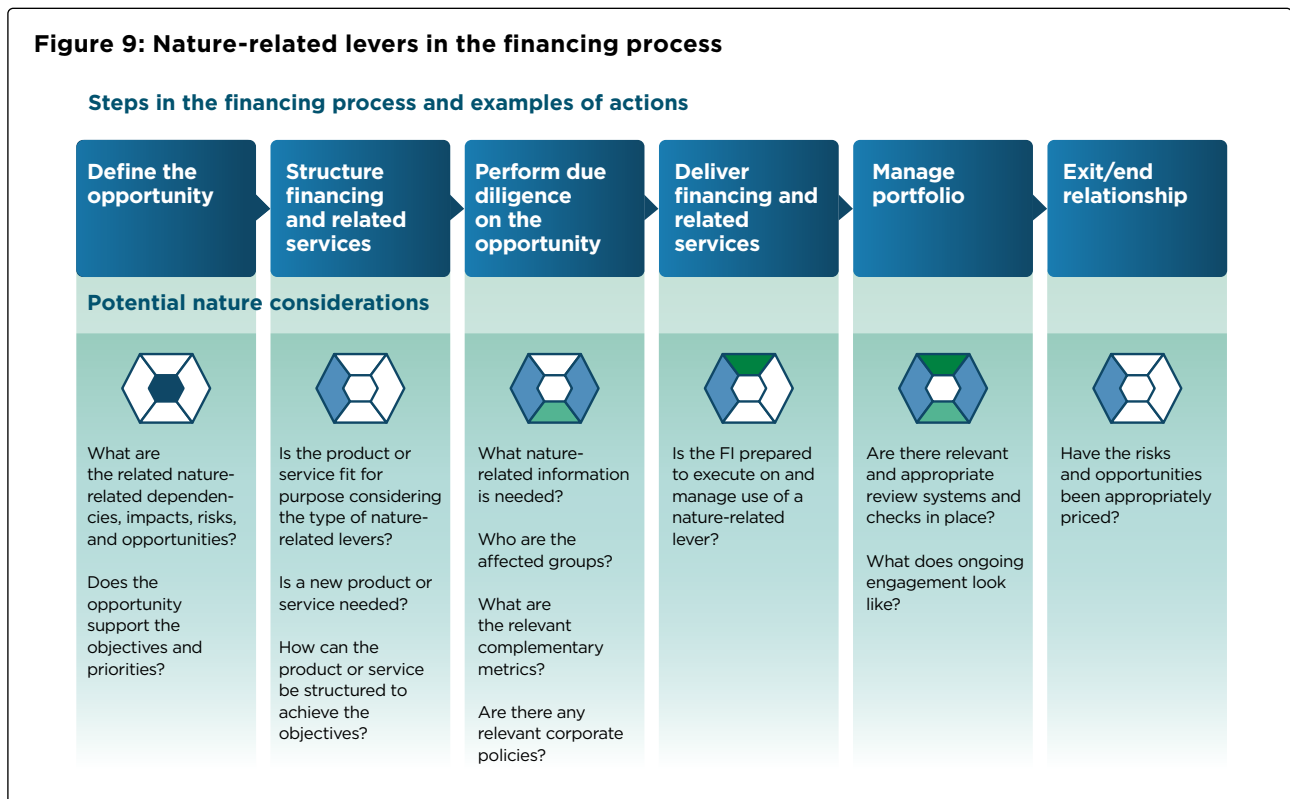 Figure 9: Nature-related levers in the financing process
Steps in the financing process and examples of actions
Define the
opportunity
Structure
financing
and related
services
Perform due
diligence
on the
opportunity
Deliver
financing and
related
services
Manage
portfolio
Exit/end
relationship
Potential nature considerations
What are
the related nature-
related dependen-
cies, impacts, risks,
and opportunities?
Does the
opportunity
support the
objectives and
priorities?
Is the product or
service fit for
purpose considering
the type of nature-
related levers?
Is a new product or
service needed?
How can the
product or service
be structured to
achieve the
objectives?
What nature-
related information
is needed?
Who are the
affected groups?
What are
the relevant
complementary
metrics?
Are there any
relevant corporate
policies?
Is the FI prepared
to execute on and
manage use of a
nature-related
lever?
Are there relevant
and appropriate
review systems and
checks in place?
What does ongoing
engagement look
like?
Have the risks
and opportunities
been appropriately
priced?